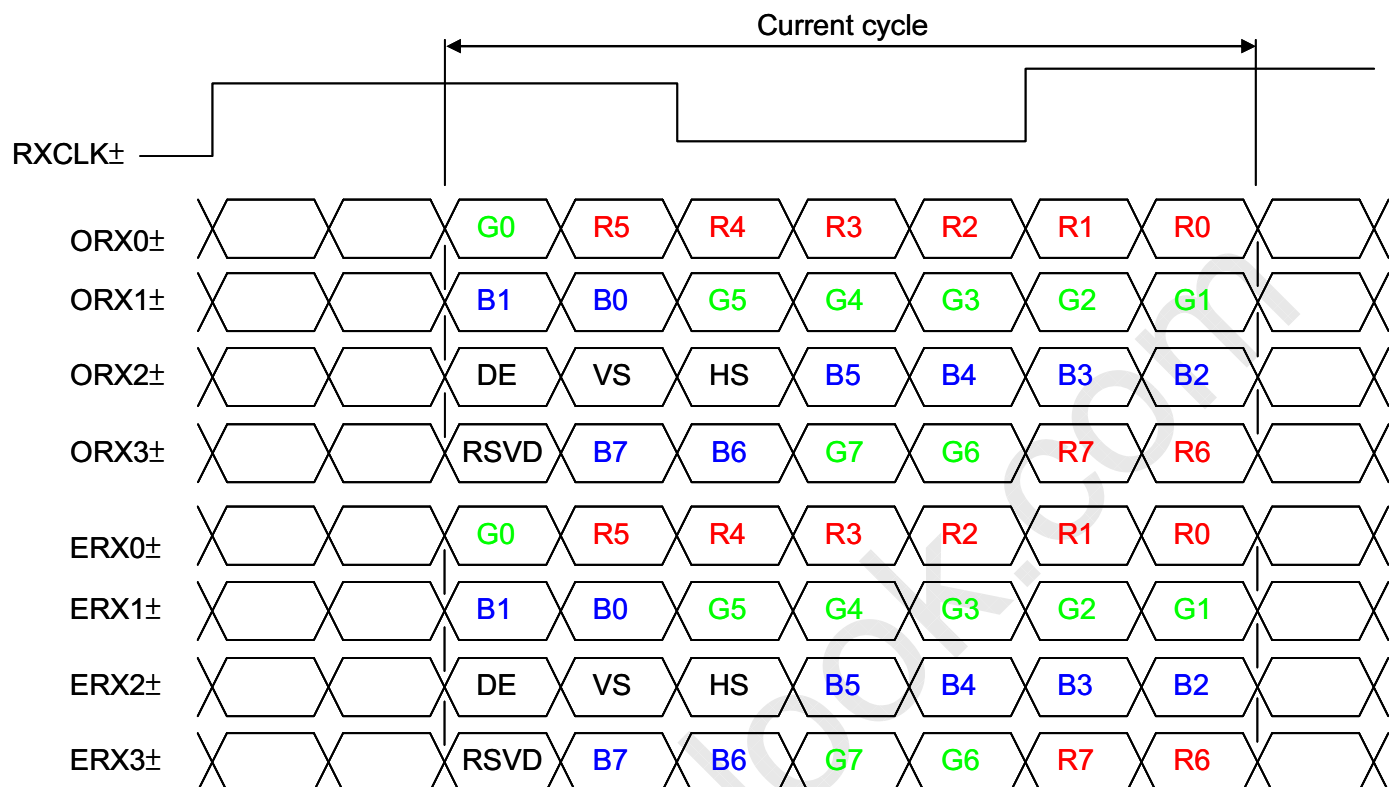 Current cycle
RXCLK±
ORX0± G0 R5 R4 R3 R2 R1 R0
ORX1± B1 B0 G5 G4 G3 G2 G1
ORX2± DE VS HS B5 B4 B3 B2
ORX3± RSVD B7 B6 G7 G6 R7 R6
ERX0± G0 R5 R4 R3 R2 R1 R0
ERX1± B1 B0 G5 G4 G3 G2 G1
ERX2± DE VS HS B5 B4 B3 B2
ERX3± RSVD B7 B6 G7 G6 R7 R6
look.com